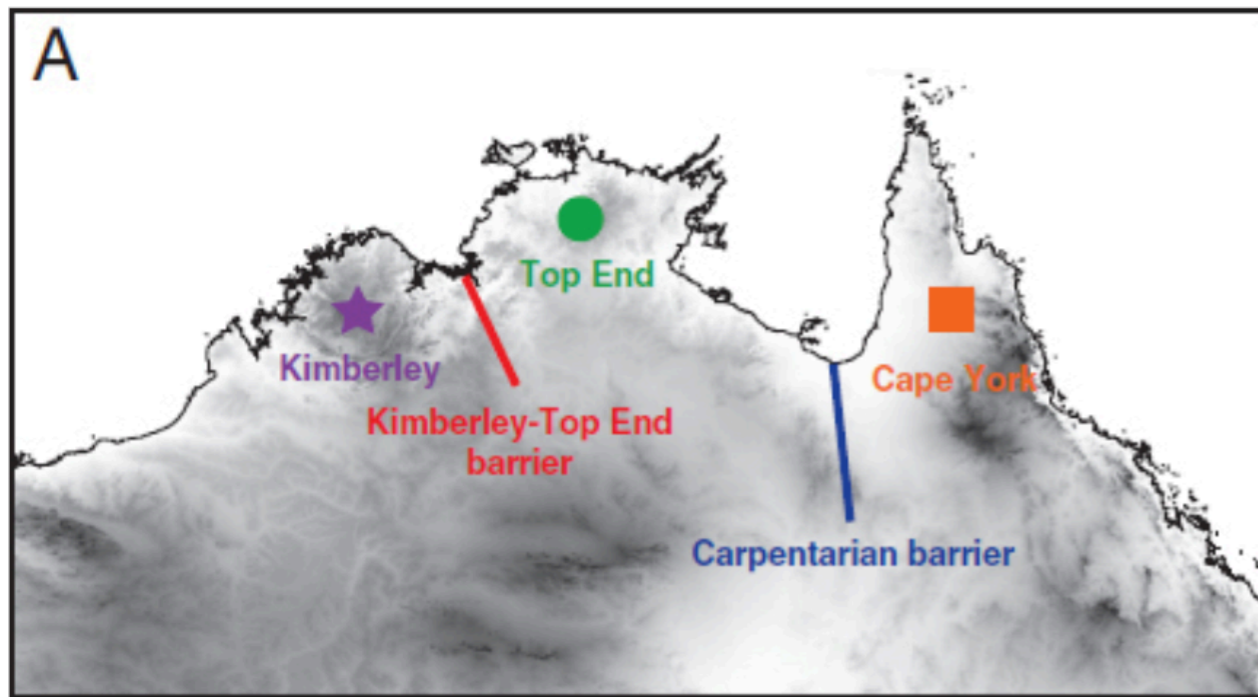 A
Top End
Kimberley
Cape York
Kimberley-Top End
barrier
Carpentarian barrier